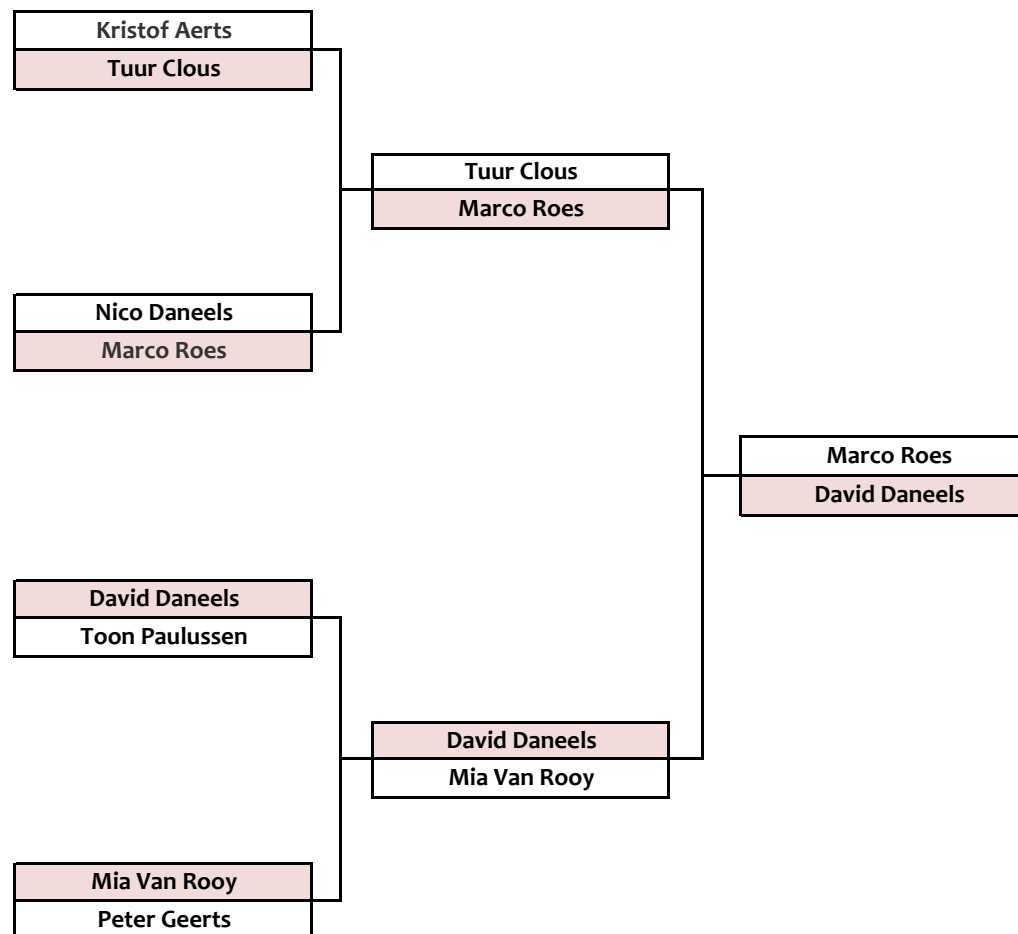 Kristof Aerts
Tuur Clous
Tuur Clous
Marco Roes
Nico Daneels
Marco Roes
Marco Roes
David Daneels
David Daneels
Toon Paulussen
David Daneels
Mia Van Rooy
Mia Van Rooy
Peter Geerts